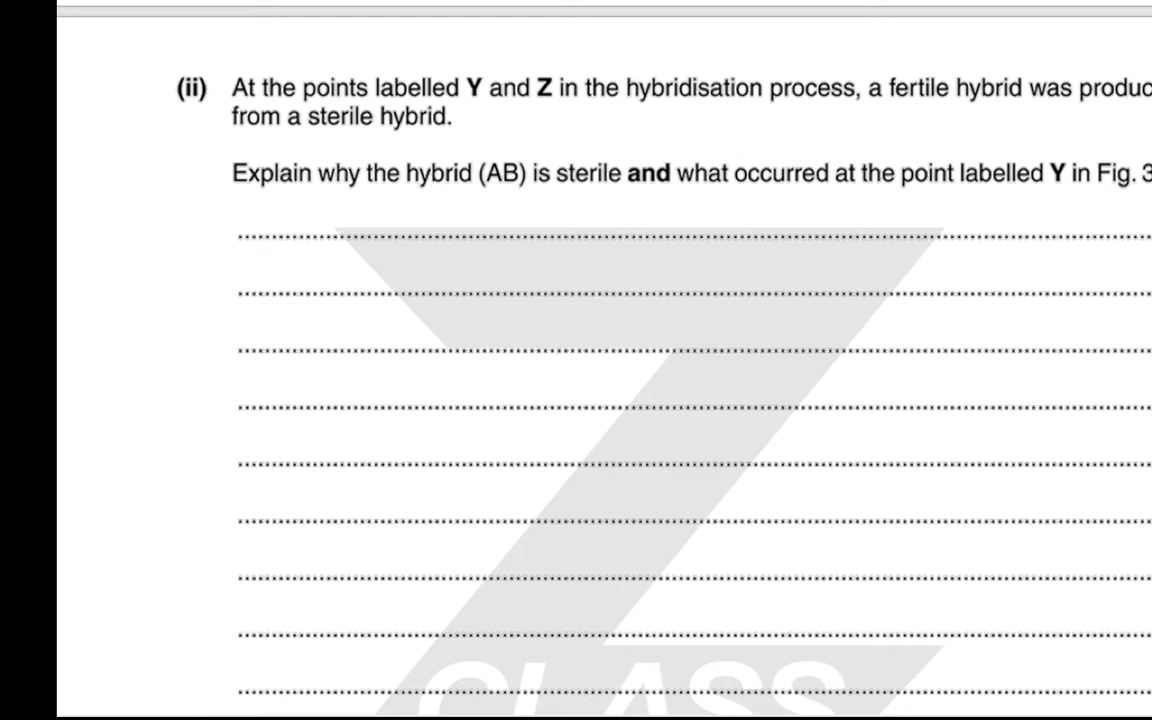 (ii) At the points labelled Y and Z in the hybridisation process, a fertile hybrid was produc
from a sterile hybrid.
Explain why the hybrid (AB) is sterile and what occurred at the point labelled Y in Fig. 3
CLASS